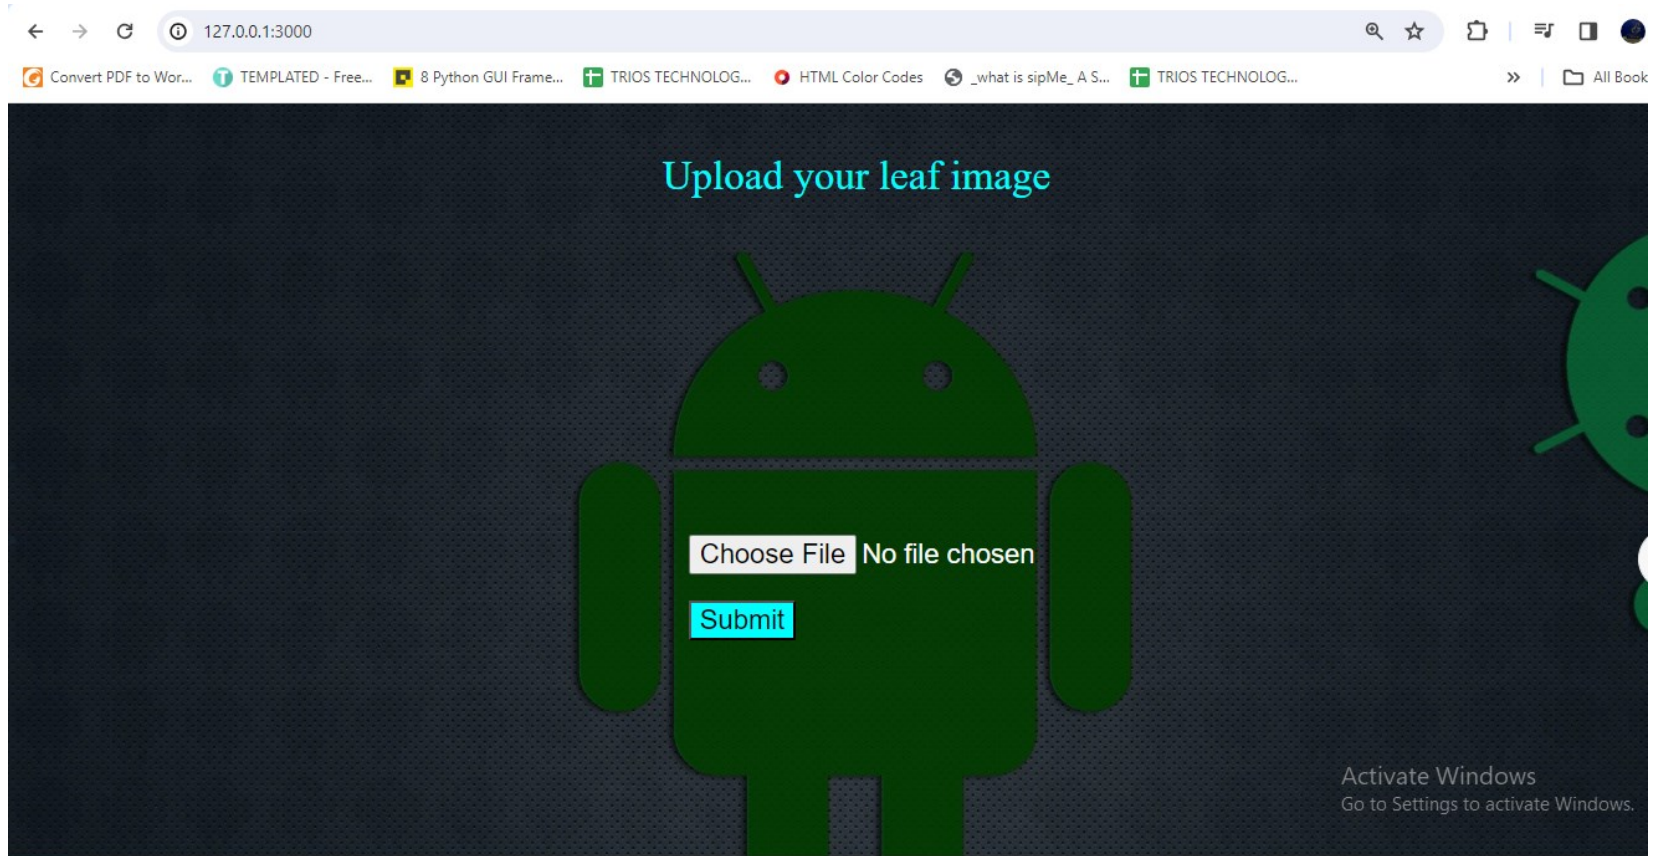 127.0.0.1:3000
Convert PDF to Wor... TEMPLATED - Free... 8 Python GUI Frame... TRIOS TECHNOLOG... HTML Color Codes _what is sipMe_ A S... TRIOS TECHNOLOG... » All Book
Upload your leaf image
Choose File No file chosen
Submit
Activate Windows
Go to Settings to activate Windows.